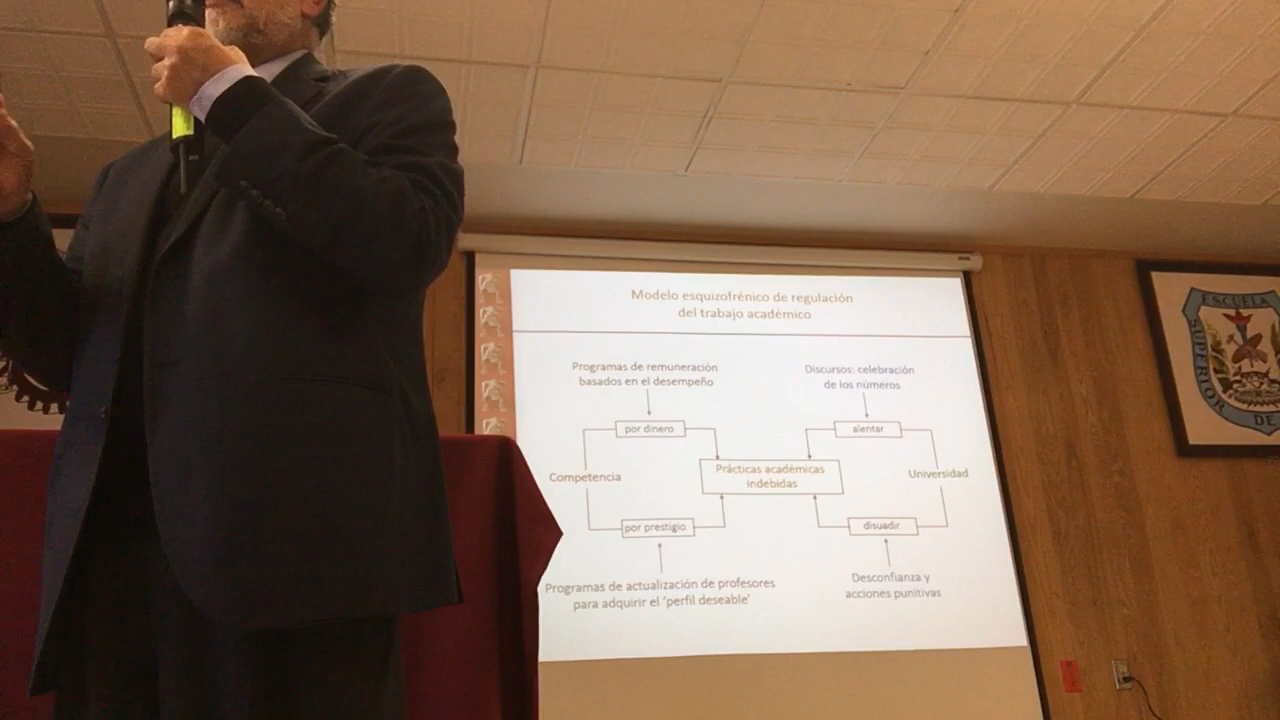 Modelo esquizofrénico de regulación
del trabajo académico
Programas de remuneración
basados en el desempeño
Discursos: celebración
de los números
por dinero
alentar
Prácticas académicas
indebidas
Competencia
Universidad
por prestigio
disuadir
Programas de actualización de profesores
para adquirir el 'perfil deseable'
Desconfianza y
acciones punitivas
ESCUELA
SUPERIOR
DE